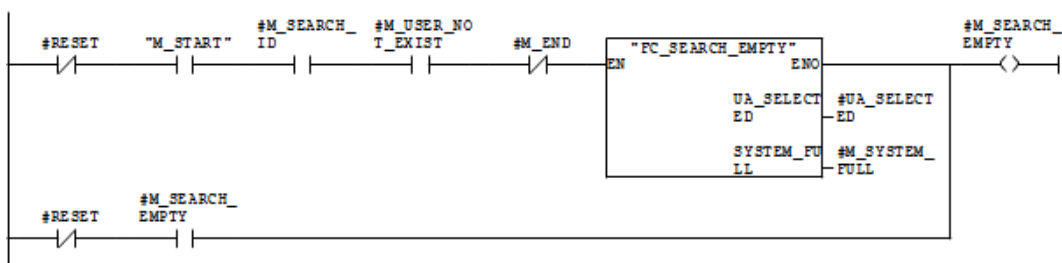 #M_SEARCH_
#M_SEARCH_ #M_USER_NO
EMPTY
#RESET "M_START" ID T_EXIST #M_END "FC_SEARCH_EMPTY"
EN ENO
UA_SELECT #UA_SELECT
ED ED
SYSTEM_FU #M_SYSTEM_
LL FULL
#M_SEARCH_
#RESET EMPTY